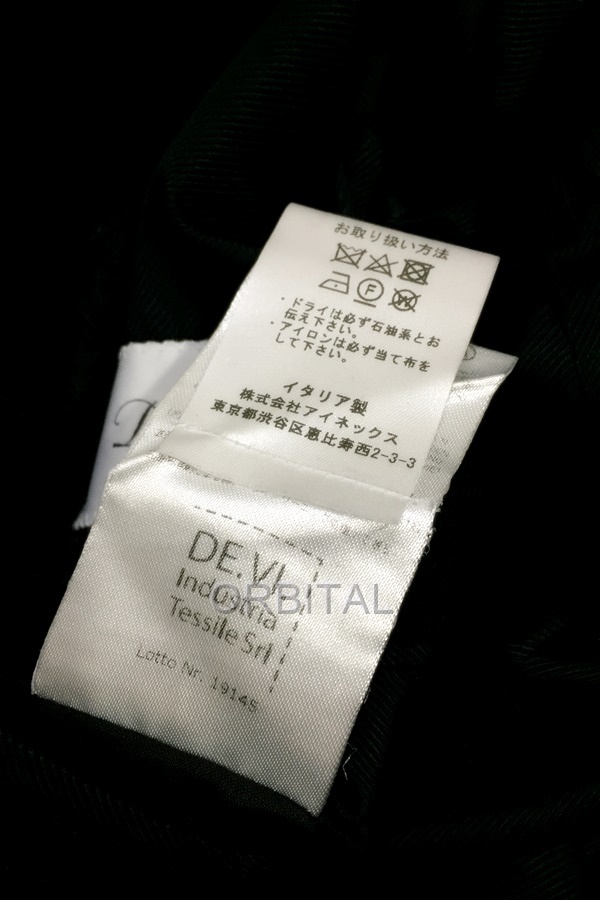 お取り扱い方法
F
W
・ドライは必ず石油系とお
伝え下さい。
・アイロンは必ず当て布を
して下さい。
イタリア製
株式会社アイネックス
東京都渋谷区恵比寿西2-3-3
DE.VI.
Industria
Tessile Srl
Lotto Nr. 19145
ORBITAL